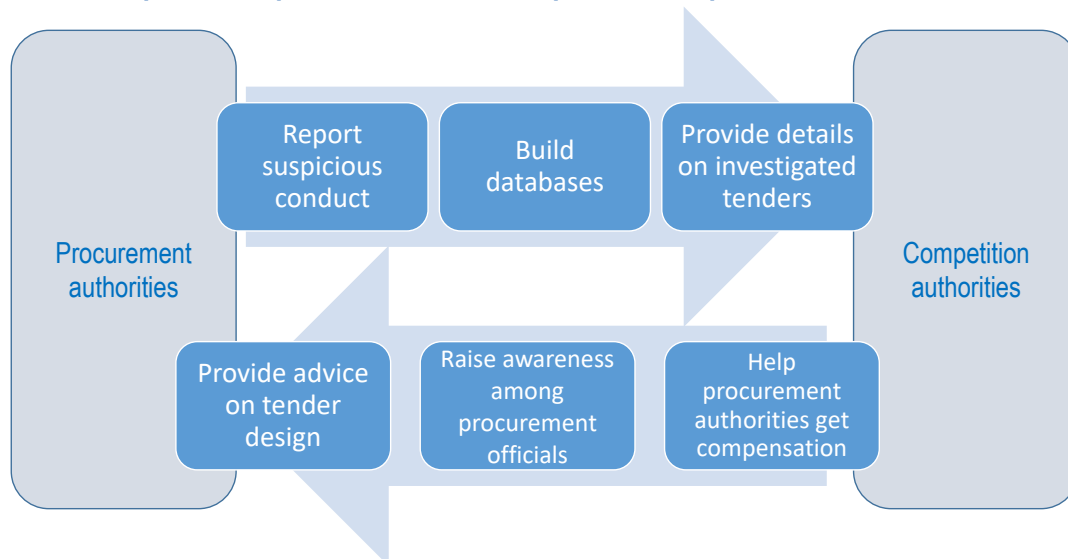 Procurement
authorities
Report
suspicious
conduct
Build
databases
Provide details
on investigated
tenders
Competition
authorities
Provide advice
on tender
design
Raise awareness
among
procurement
officials
Help
procurement
authorities get
compensation